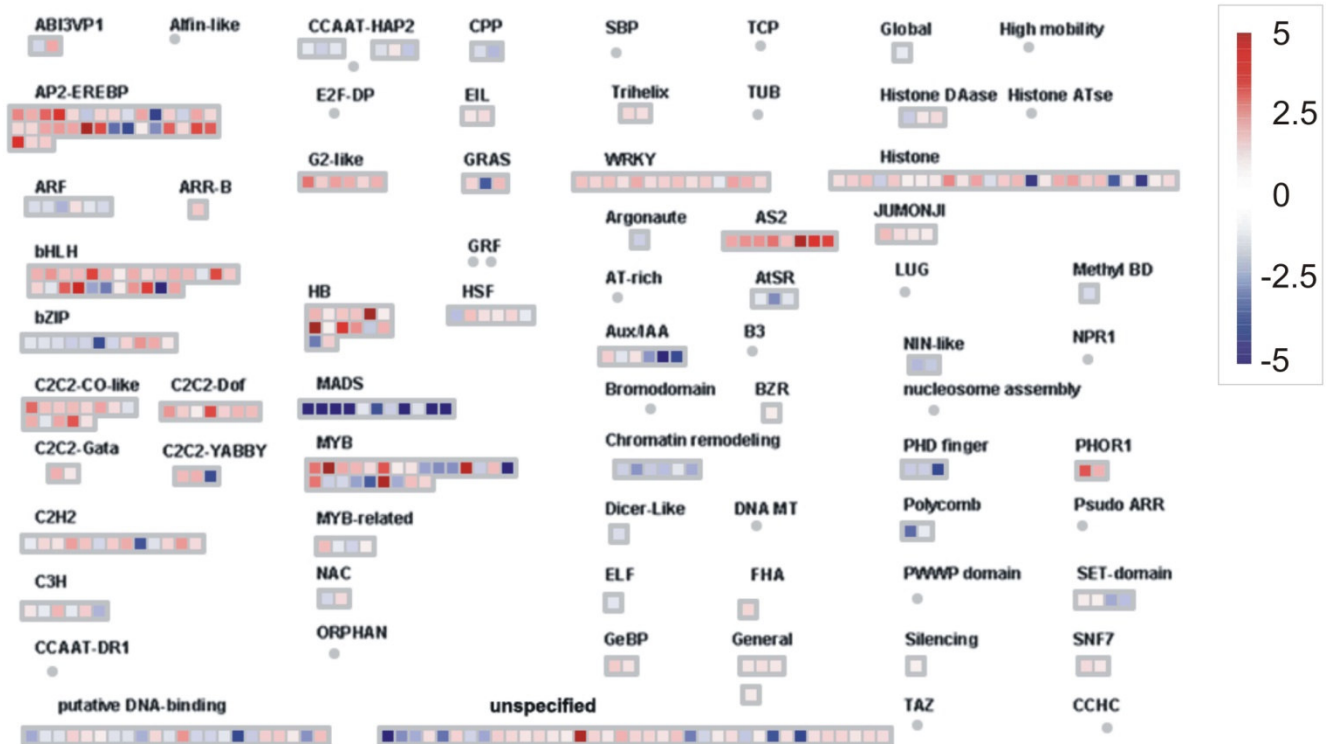 ABI3VP1
Alfin-like
CCAAT-HAP2
CPP
SBP
TCP
Global
High mobility
5
AP2-EREBP
E2F-DP
EIL
Trihelix
TUB
Histone DAase
Histone ATse
2.5
G2-like
GRAS
WRKY
Histone
ARF
ARR-B
0
Argonaute
AS2
JUMONJI
bHLH
GRF
AT-rich
AtSR
LUG
Methyl BD
-2.5
HB
HSF
bZIP
Aux/IAA
B3
NIN-like
NPR1
-5
C2C2-CO-like
C2C2-Dof
MADS
Bromodomain
BZR
nucleosome assembly
C2C2-Gata
C2C2-YABBY
MYB
Chromatin remodeling
PHD finger
PHOR1
C2H2
MYB-related
Dicer-Like
DNA MT
Polycomb
Psudo ARR
C3H
NAC
ELF
FHA
PWWP domain
SET-domain
CCAAT-DR1
ORPHAN
GeBP
General
Silencing
SNF7
putative DNA-binding
unspecified
TAZ
CCHC